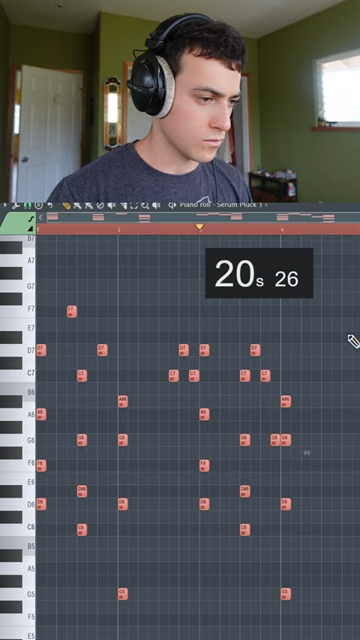 Piano roll - Serum Pluck 1
2
4
20s 26
B7
A7
G7
F7 F7
E7
D7 D7 D7 D7 D7 D7
C7 C7 C7 C7 C7 C7
B6 A#6 A#6
A6 A6 A6
G6 G6 G6 G6 G6 G6
F6 F6 F6
E6
D#6 D#6
D6 D6 D6 D6 D6
C6 C6 C6
B5
A5
G5 G5 G5
F5
E5